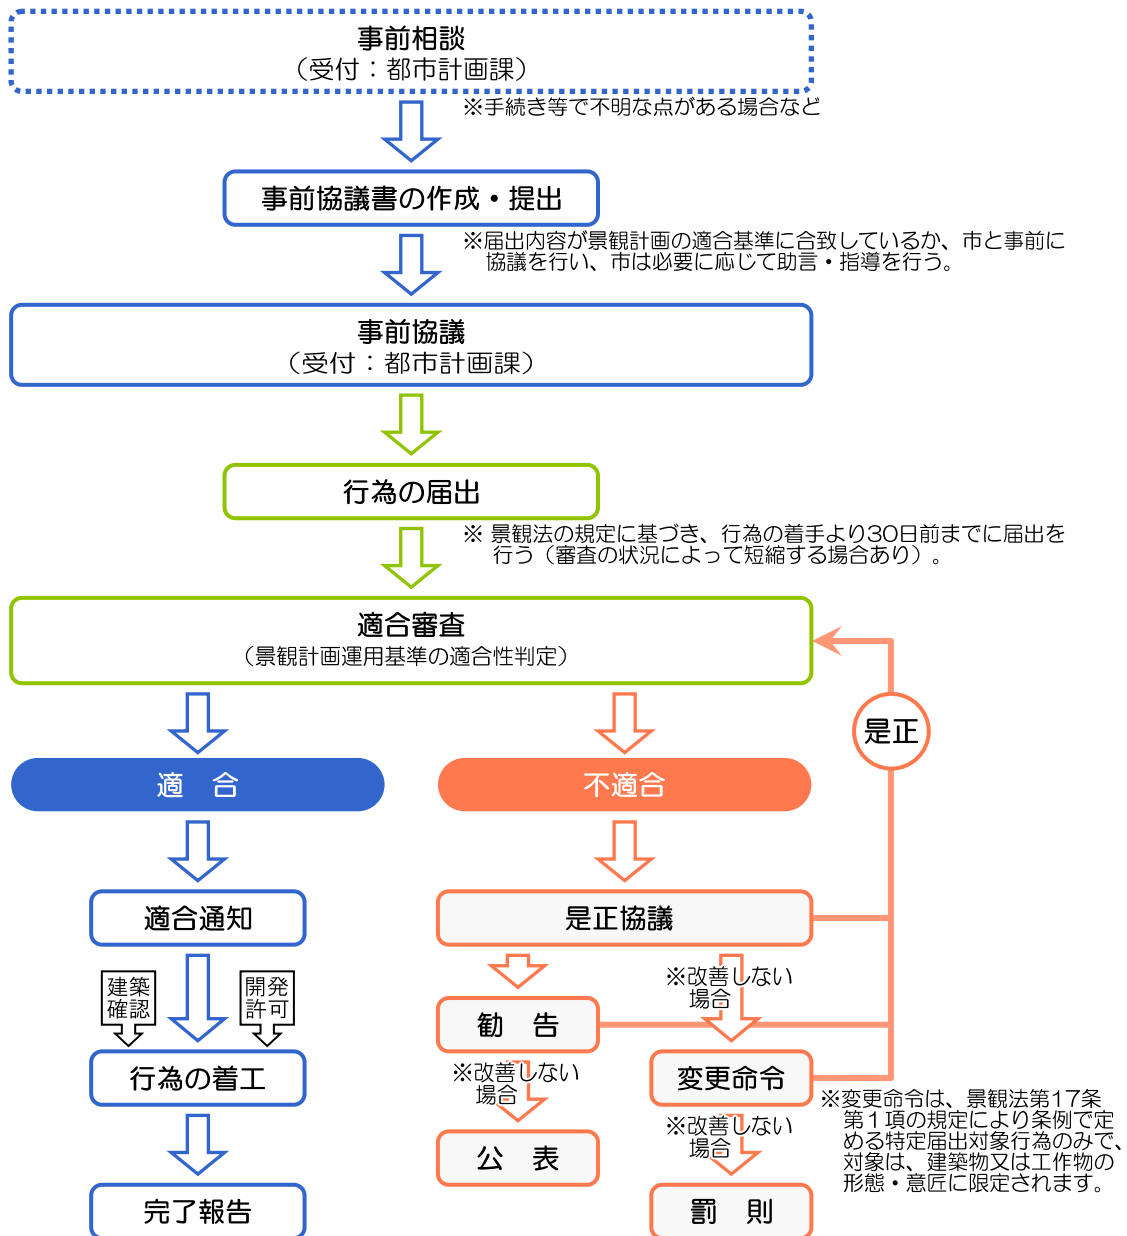 事前相談
（受付：都市計画課）
※手続き等で不明な点がある場合など
事前協議書の作成・提出
※届出内容が景観計画の適合基準に合致しているか、市と事前に
協議を行い、市は必要に応じて助言・指導を行う。
事前協議
（受付：都市計画課）
行為の届出
※ 景観法の規定に基づき、行為の着手より30日前までに届出を
行う（審査の状況によって短縮する場合あり）。
適合審査
（景観計画運用基準の適合性判定）
是正
適　合
不適合
適合通知
是正協議
建築
確認
開発
許可
※改善しない
場合
勧　告
行為の着工
変更命令
※改善しない
場合
※変更命令は、景観法第17条
第１項の規定により条例で定
める特定届出対象行為のみで、
対象は、建築物又は工作物の
形態・意匠に限定されます。
※改善しない
場合
公　表
完了報告
罰　則